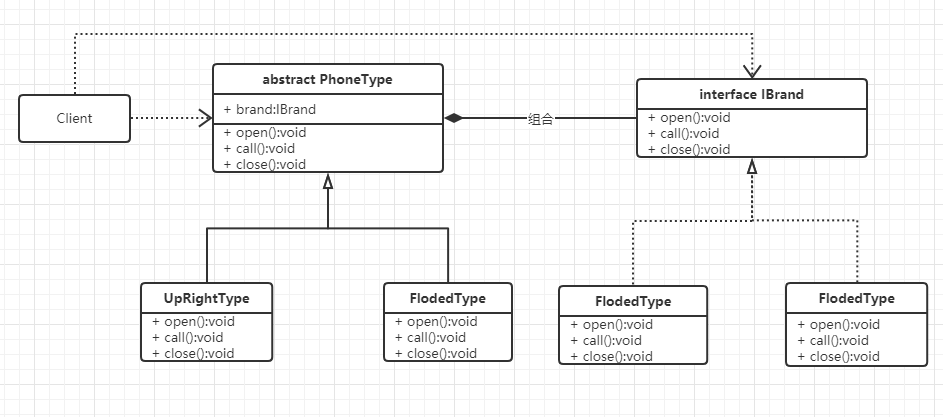 Client
abstract PhoneType
+ brand:IBrand
+ open():void
+ call():void
+ close():void
组合
interface IBrand
+ open():void
+ call():void
+ close():void
UpRightType
+ open():void
+ call():void
+ close():void
FlodedType
+ open():void
+ call():void
+ close():void
FlodedType
+ open():void
+ call():void
+ close():void
FlodedType
+ open():void
+ call():void
+ close():void